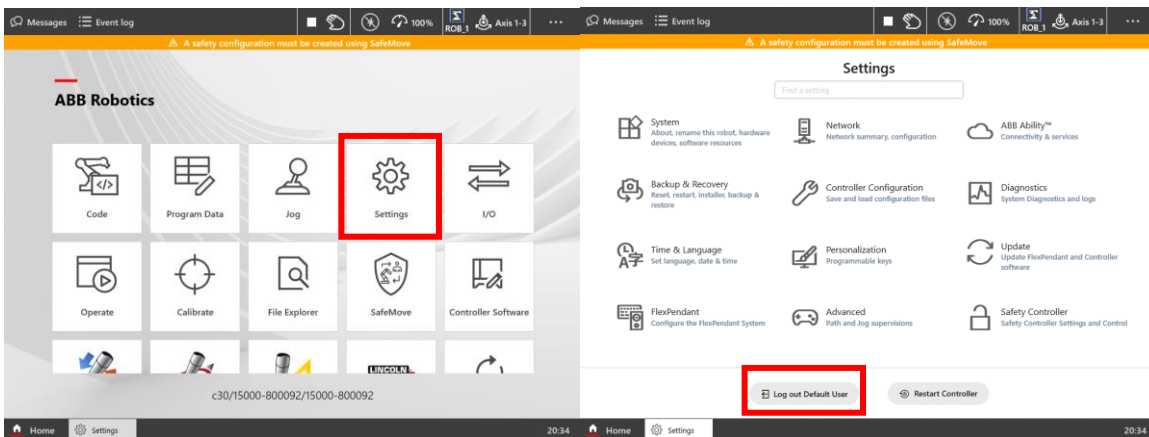 Messages
Event log
100%
ROB_1
Axis 1-3
A safety configuration must be created using SafeMove
ABB Robotics
Code
Program Data
Jog
Settings
I/O
Operate
Calibrate
File Explorer
SafeMove
Controller Software
LINCOLN
c30/15000-800092/15000-800092
Home
Settings
20:34
Messages
Event log
100%
ROB_1
Axis 1-3
A safety configuration must be created using SafeMove
Settings
Find a setting
System
About, rename this robot, hardware
devices, software resources
Network
Network summary, configuration
ABB Ability™
Connectivity & services
Backup & Recovery
Reset, restart, installer, backup &
restore
Controller Configuration
Save and load configuration files
Diagnostics
System Diagnostics and logs
Time & Language
Set language, date & time
Personalization
Programmable keys
Update
Update FlexPendant and Controller
software
FlexPendant
Configure the FlexPendant System
Advanced
Path and Jog supervisions
Safety Controller
Safety Controller Settings and Control
Log out Default User
Restart Controller
Home
Settings
20:34